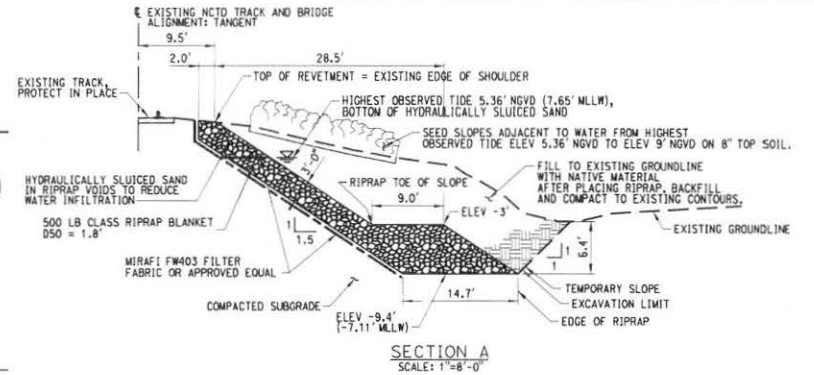 ℄ EXISTING NCTD TRACK AND BRIDGE
ALIGNMENT: TANGENT
9.5'
2.0'
28.5'
TOP OF REVETMENT = EXISTING EDGE OF SHOULDER
EXISTING TRACK,
PROTECT IN PLACE
HIGHEST OBSERVED TIDE 5.36' NGVD (7.65' MLLW),
BOTTOM OF HYDRAULICALLY SLUICED SAND
SEED SLOPES ADJACENT TO WATER FROM HIGHEST
OBSERVED TIDE ELEV 5.36' NGVD TO ELEV 9' NGVD ON 8" TOP SOIL.
3'-0"
HYDRAULICALLY SLUICED SAND
IN RIPRAP VOIDS TO REDUCE
WATER INFILTRATION
RIPRAP TOE OF SLOPE
9.0'
FILL TO EXISTING GROUNDLINE
WITH NATIVE MATERIAL
AFTER PLACING RIPRAP. BACKFILL
AND COMPACT TO EXISTING CONTOURS.
ELEV -3'
500 LB CLASS RIPRAP BLANKET
D50 = 1.8'
1
1.5
EXISTING GROUNDLINE
6.4'
1
1
MIRAFI FW403 FILTER
FABRIC OR APPROVED EQUAL
COMPACTED SUBGRADE
14.7'
TEMPORARY SLOPE
EXCAVATION LIMIT
EDGE OF RIPRAP
ELEV -9.4'
(-7.11' MLLW)
SECTION A
SCALE: 1"=8'-0"